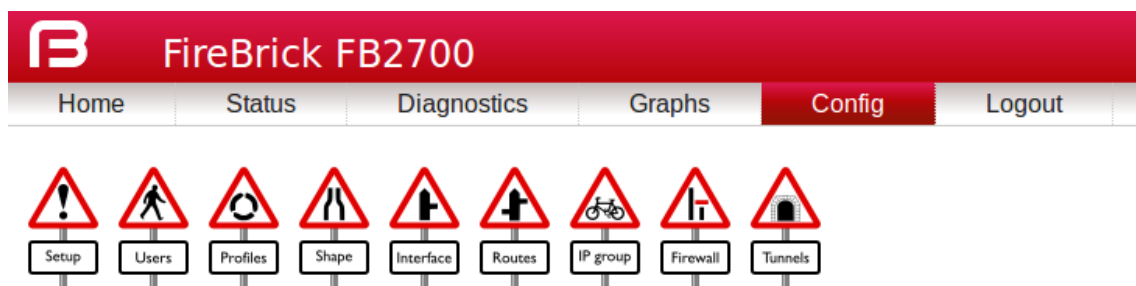 FireBrick FB2700
Home Status Diagnostics Graphs Config Logout
Setup Users Profiles Shape Interface Routes IP group Firewall Tunnels